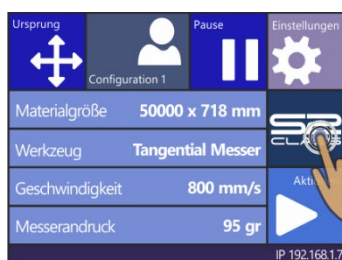 Ursprung
Configuration 1
Pause
Einstellungen
Materialgröße 50000 x 718 mm
Werkzeug Tangential Messer
Geschwindigkeit 800 mm/s
Messerandruck 95 gr
IP 192.168.1.7